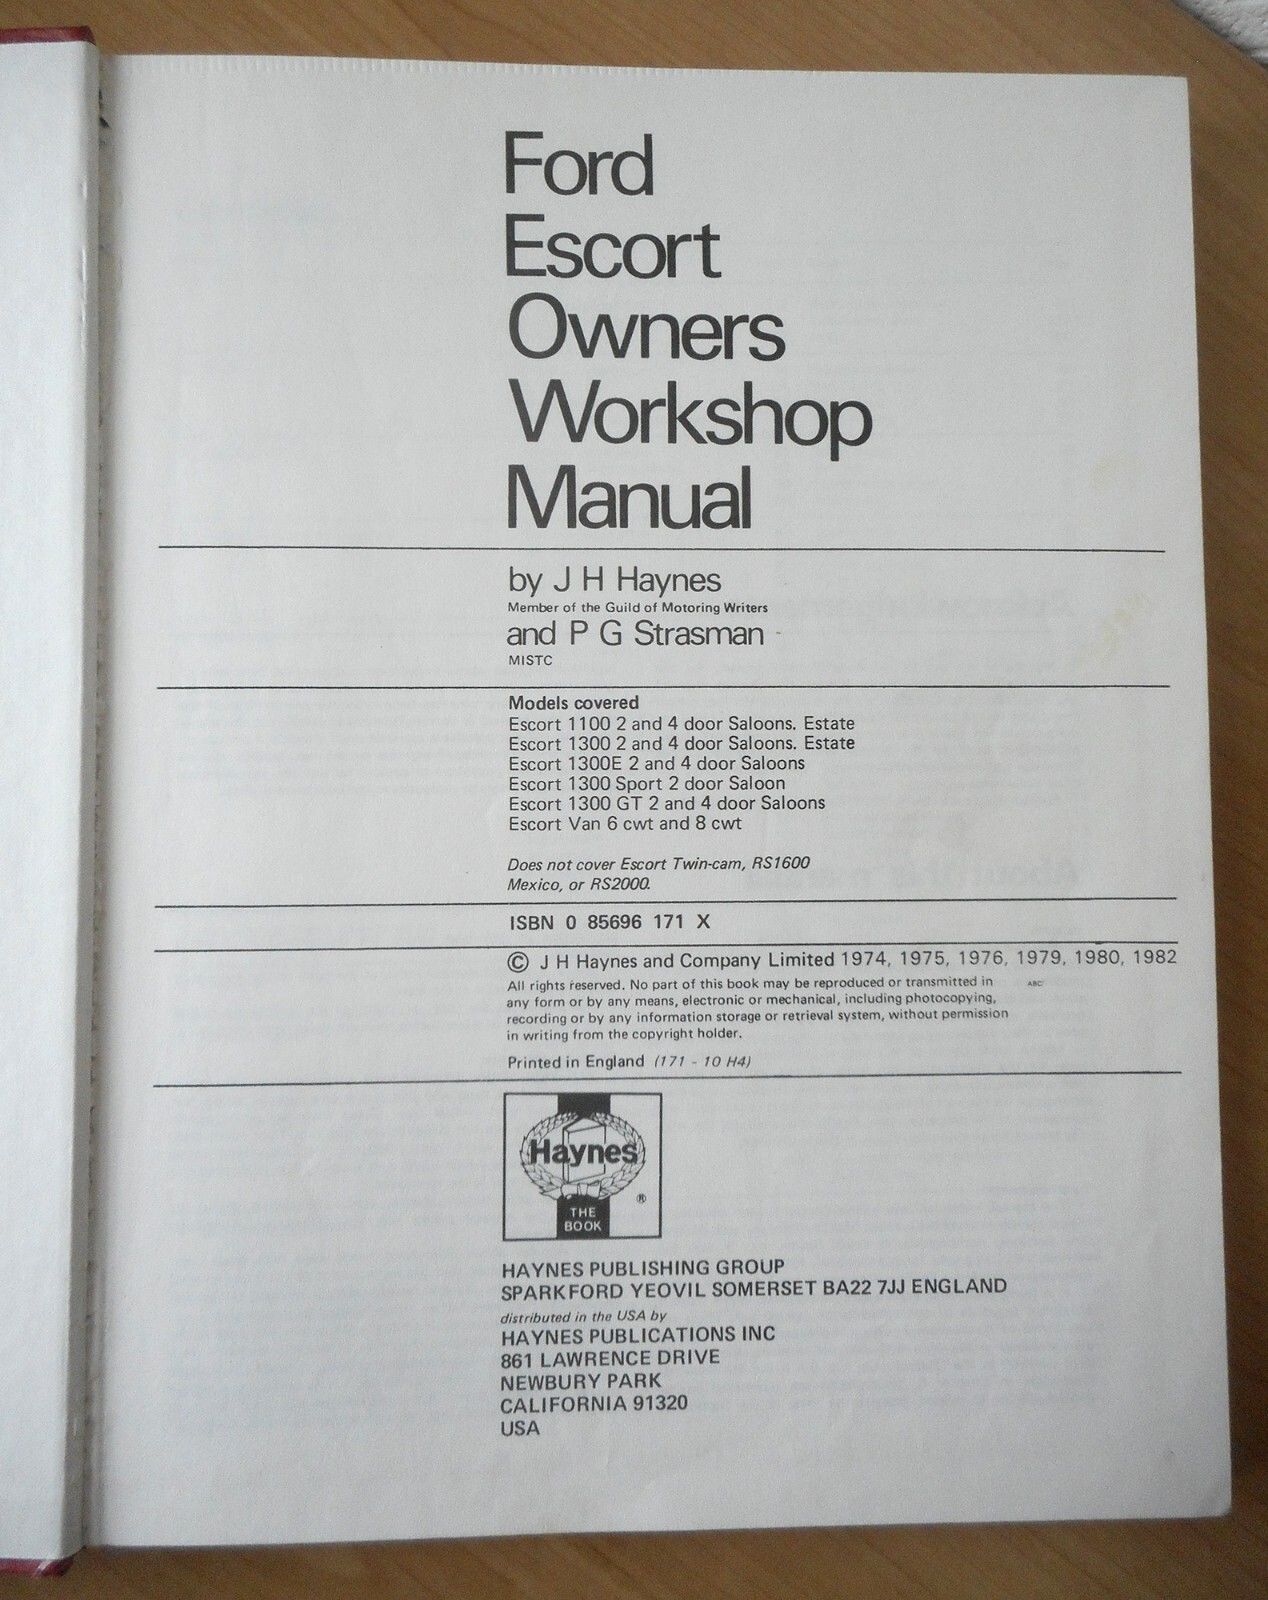 Ford
Escort
Owners
Workshop
Manual
by J H Haynes
Member of the Guild of Motoring Writers
and P G Strasman
MISTC
Models covered
Escort 1100 2 and 4 door Saloons. Estate
Escort 1300 2 and 4 door Saloons. Estate
Escort 1300E 2 and 4 door Saloons
Escort 1300 Sport 2 door Saloon
Escort 1300 GT 2 and 4 door Saloons
Escort Van 6 cwt and 8 cwt
Does not cover Escort Twin-cam, RS1600
Mexico, or RS2000.
ISBN 0 85696 171 X
© J H Haynes and Company Limited 1974, 1975, 1976, 1979, 1980, 1982
All rights reserved. No part of this book may be reproduced or transmitted in ABC
any form or by any means, electronic or mechanical, including photocopying,
recording or by any information storage or retrieval system, without permission
in writing from the copyright holder.
Printed in England (171 - 10 H4)
Haynes
®
THE
BOOK
HAYNES PUBLISHING GROUP
SPARKFORD YEOVIL SOMERSET BA22 7JJ ENGLAND
distributed in the USA by
HAYNES PUBLICATIONS INC
861 LAWRENCE DRIVE
NEWBURY PARK
CALIFORNIA 91320
USA